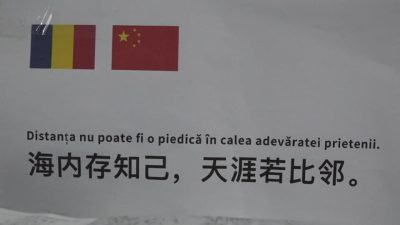 Distanța nu poate fi o piedică în calea adevăratei prietenii.
海内存知己，天涯若比邻。